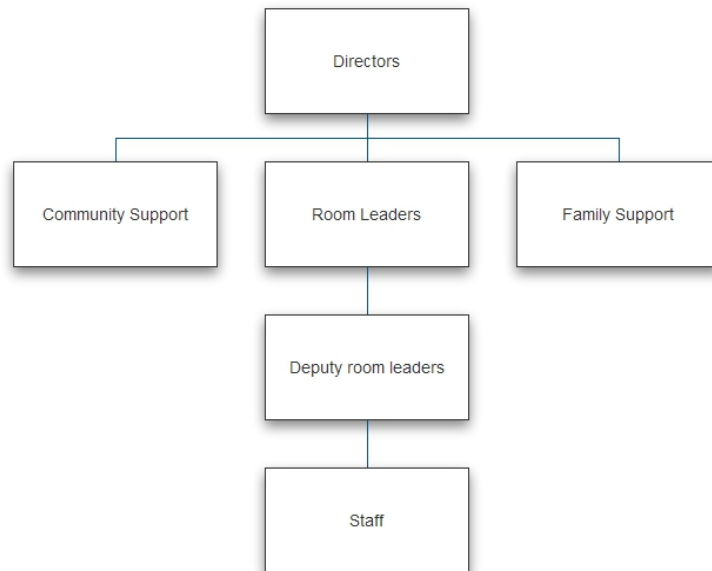 Directors
Community Support
Room Leaders
Family Support
Deputy room leaders
Staff